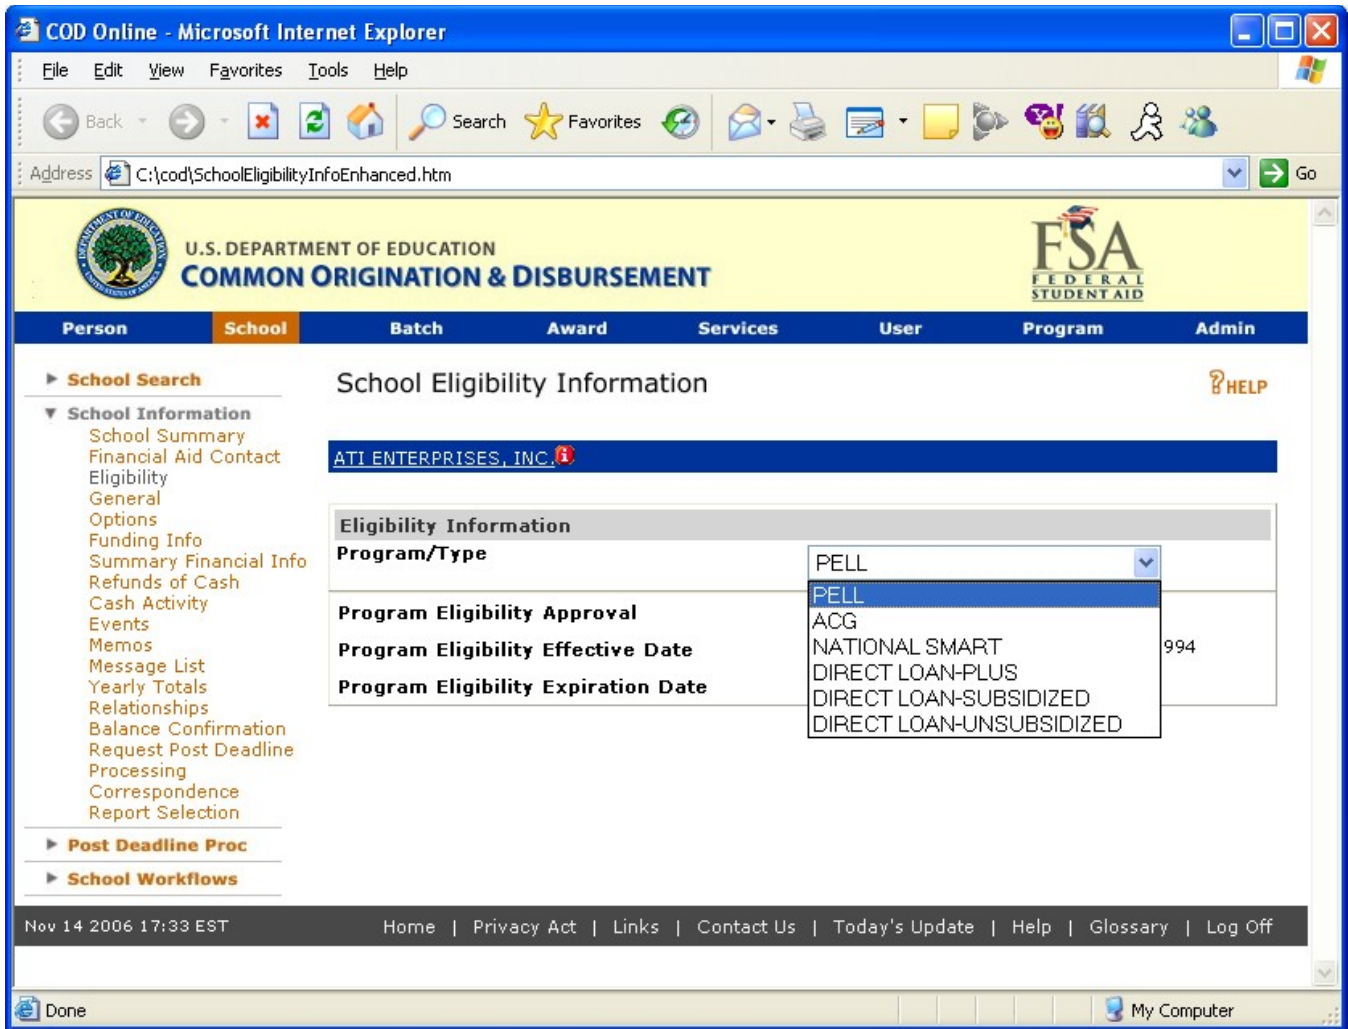 COD Online - Microsoft Internet Explorer
File Edit View Favorites Tools Help
Back Search Favorites
Address C:\cod\SchoolEligibilityInfoEnhanced.htm Go
U.S. DEPARTMENT OF EDUCATION
COMMON ORIGINATION & DISBURSEMENT
FSA
FEDERAL
STUDENT AID
Person School Batch Award Services User Program Admin
School Search
School Information
School Summary
Financial Aid Contact
Eligibility
General
Options
Funding Info
Summary Financial Info
Refunds of Cash
Cash Activity
Events
Memos
Message List
Yearly Totals
Relationships
Balance Confirmation
Request Post Deadline
Processing
Correspondence
Report Selection
Post Deadline Proc
School Workflows
School Eligibility Information
? HELP
ATI ENTERPRISES, INC.
Eligibility Information
Program/Type PELL
PELL
ACG
NATIONAL SMART
DIRECT LOAN-PLUS
DIRECT LOAN-SUBSIDIZED
DIRECT LOAN-UNSUBSIDIZED
Program Eligibility Approval
Program Eligibility Effective Date 994
Program Eligibility Expiration Date
Nov 14 2006 17:33 EST Home | Privacy Act | Links | Contact Us | Today's Update | Help | Glossary | Log Off
Done My Computer